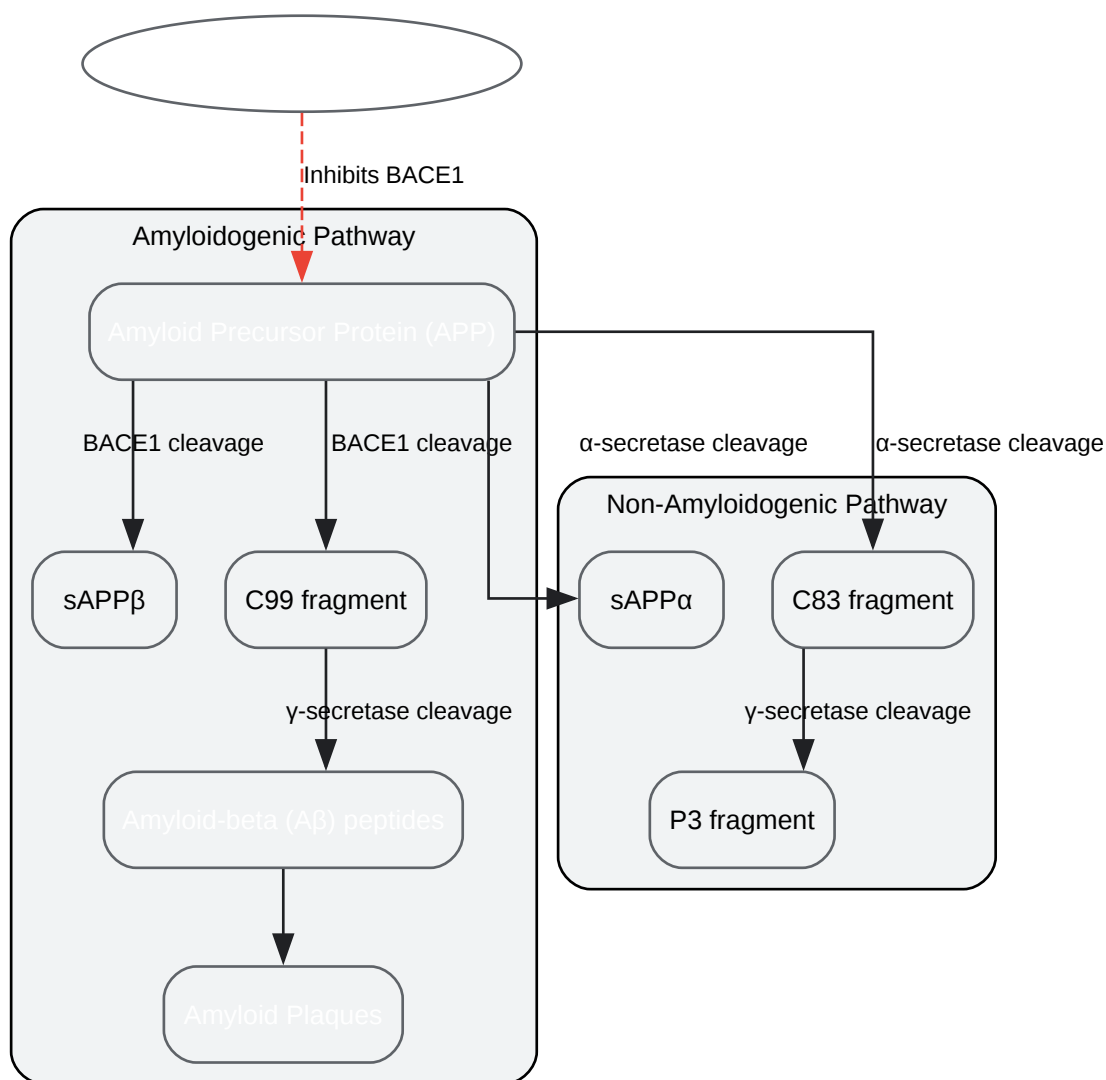 Inhibits BACE1
Amyloidogenic Pathway
Amyloid Precursor Protein (APP)
BACE1 cleavage
BACE1 cleavage
α-secretase cleavage
α-secretase cleavage
Non-Amyloidogenic Pathway
sAPPβ
C99 fragment
sAPPα
C83 fragment
γ-secretase cleavage
γ-secretase cleavage
Amyloid-beta (Aβ) peptides
P3 fragment
Amyloid Plaques